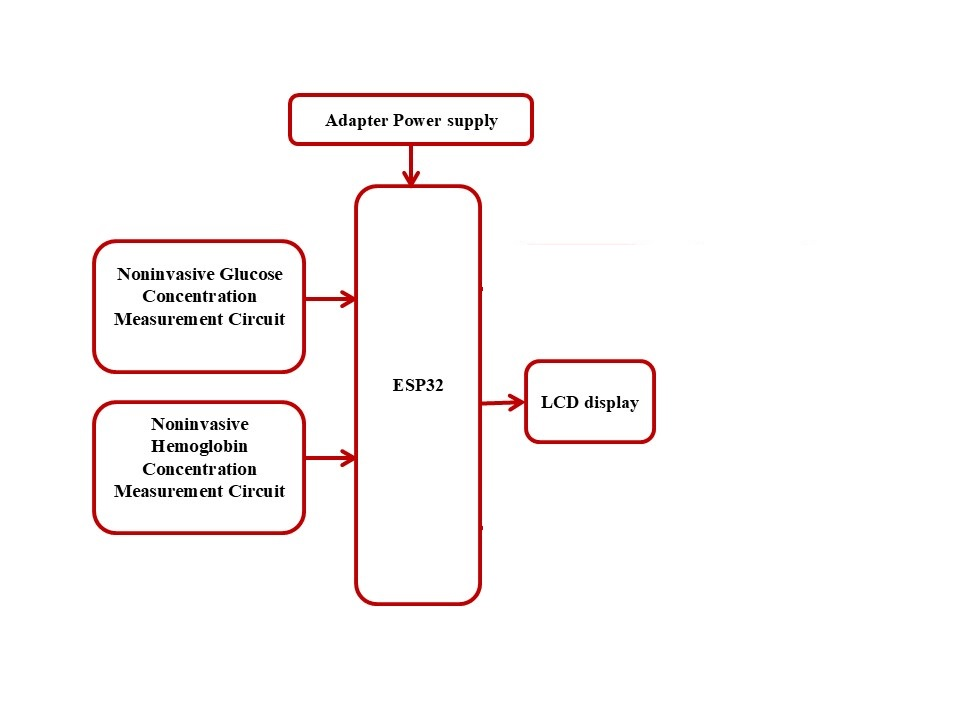 Adapter Power supply
Noninvasive Glucose
Concentration
Measurement Circuit
ESP32
LCD display
Noninvasive
Hemoglobin
Concentration
Measurement Circuit